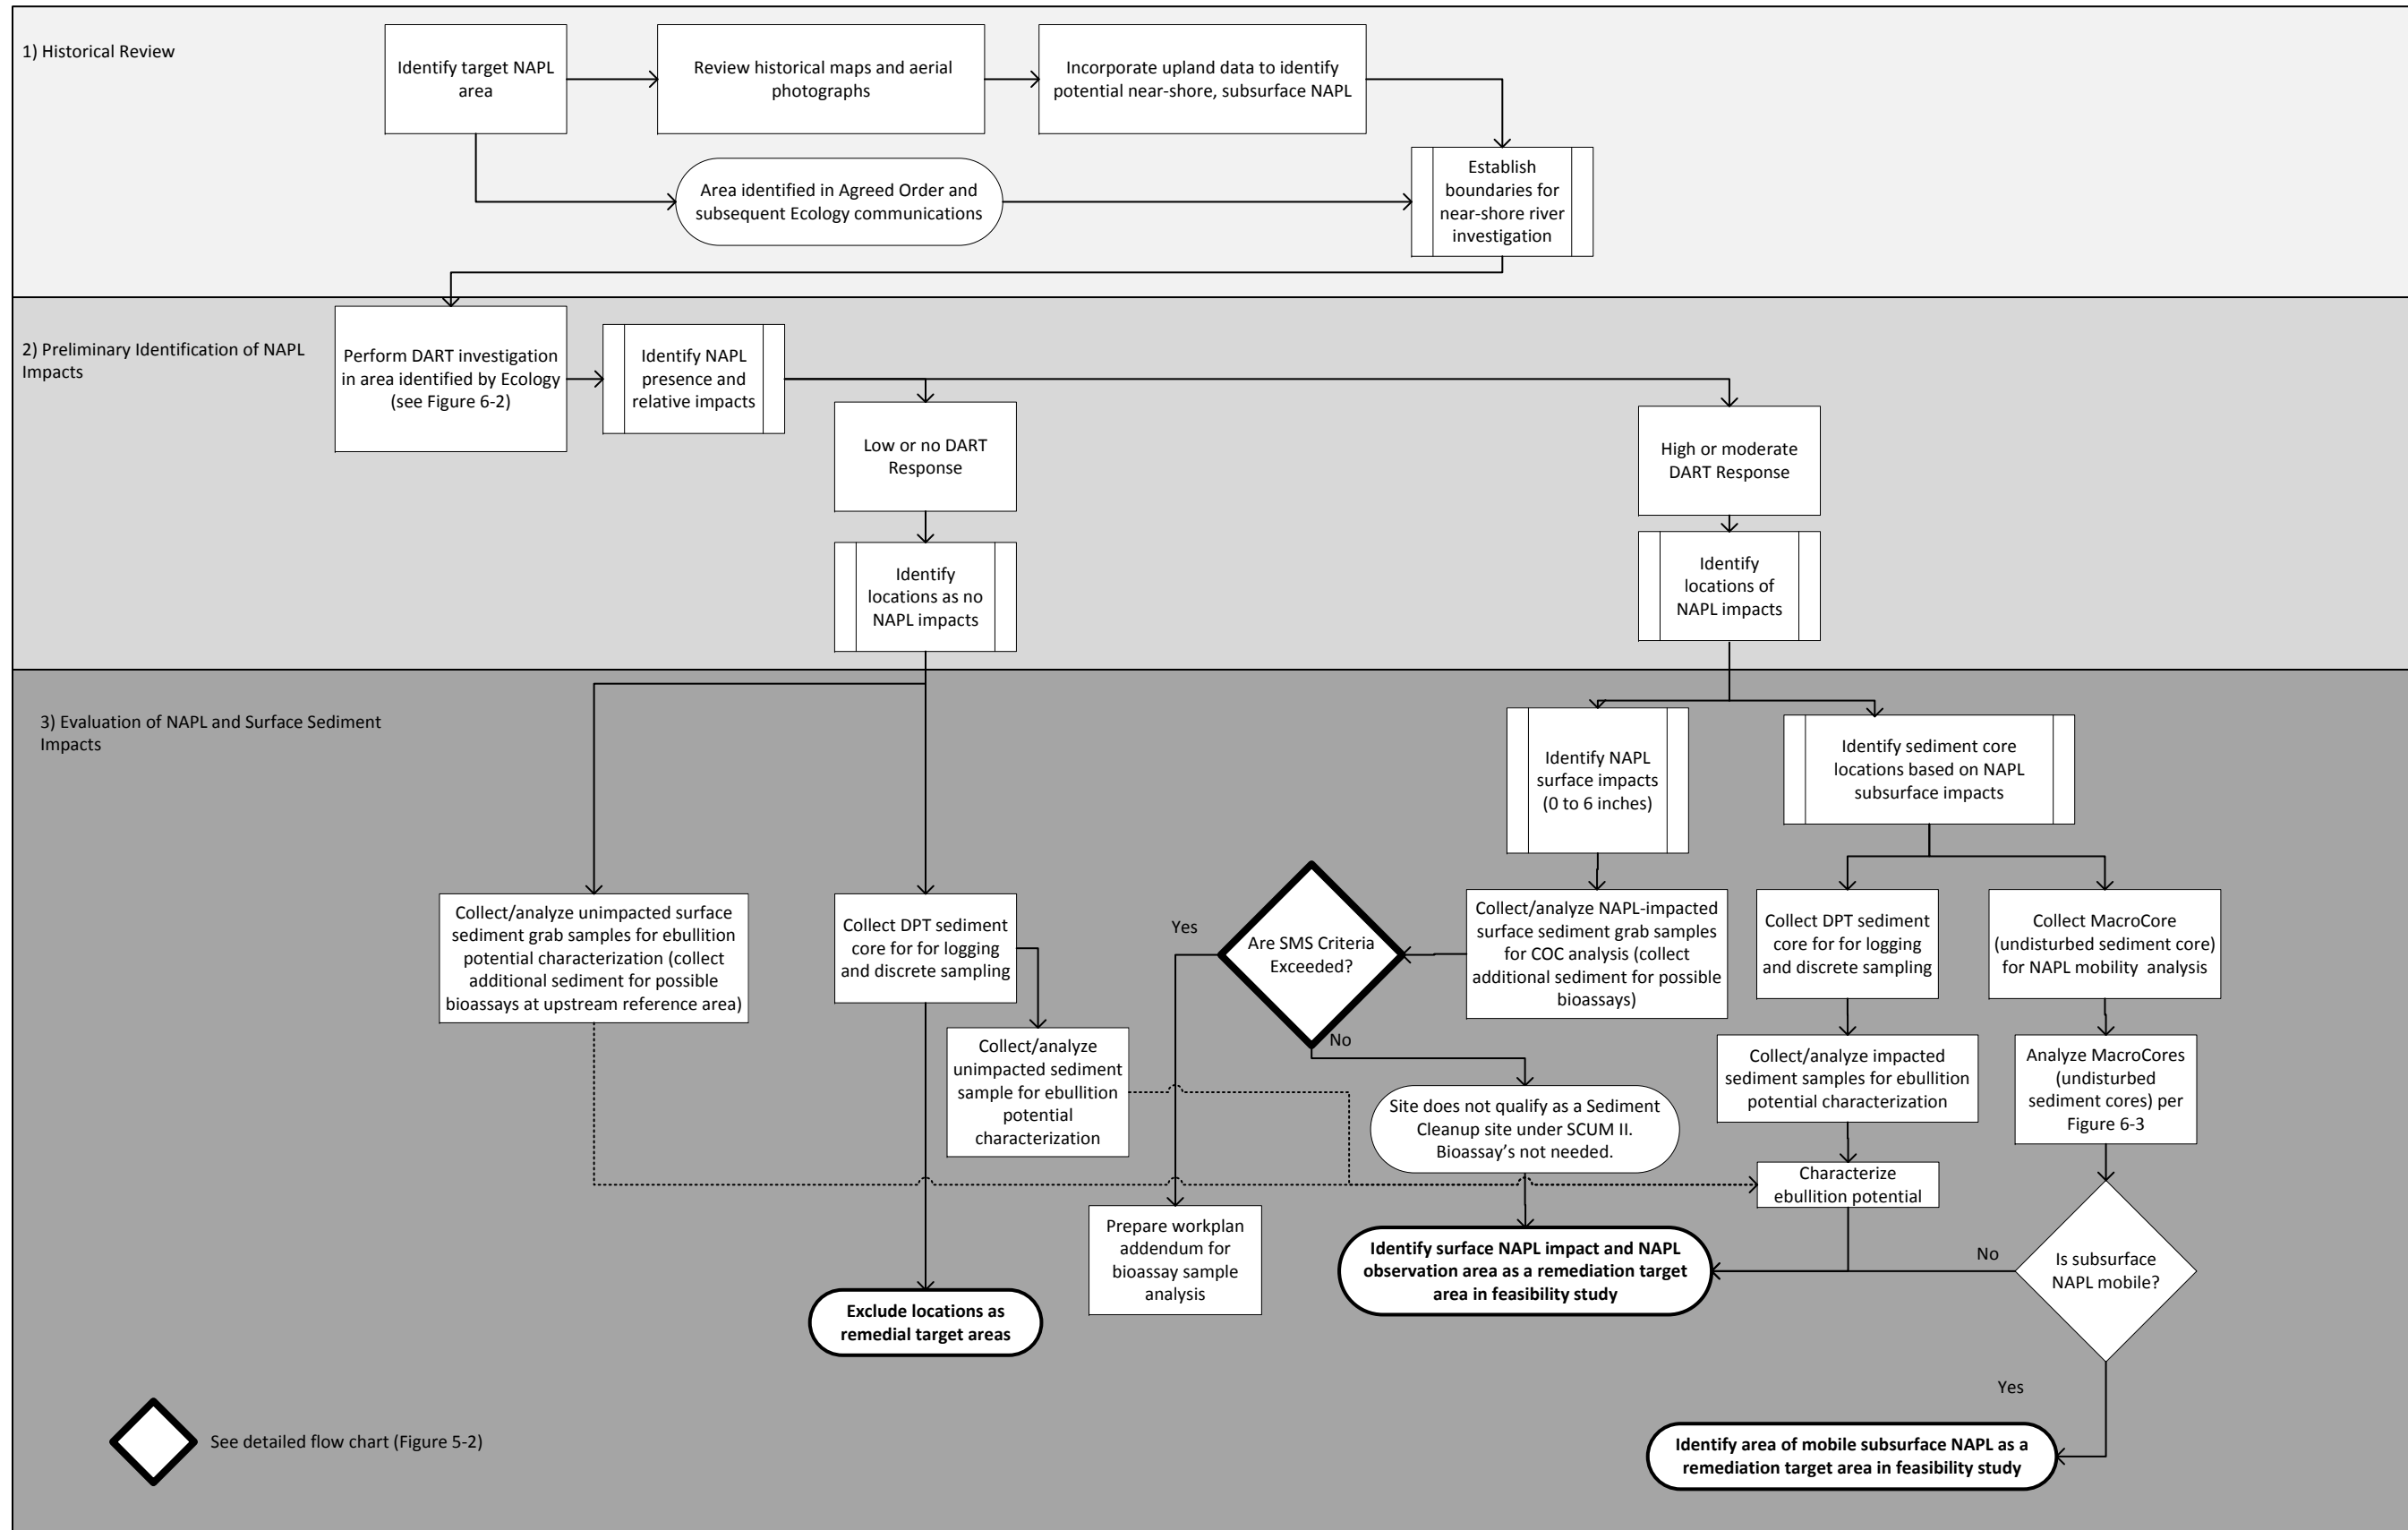 1) Historical Review
Identify target NAPL
area
Review historical maps and aerial
photographs
Incorporate upland data to identify
potential near-shore, subsurface NAPL
Area identified in Agreed Order and
subsequent Ecology communications
Establish
boundaries for
near-shore river
investigation
2) Preliminary Identification of NAPL
Impacts
Perform DART investigation
in area identified by Ecology
(see Figure 6-2)
Identify NAPL
presence and
relative impacts
Low or no DART
Response
High or moderate
DART Response
Identify
locations as no
NAPL impacts
Identify
locations of
NAPL impacts
3) Evaluation of NAPL and Surface Sediment
Impacts
Identify NAPL
surface impacts
(0 to 6 inches)
Identify sediment core
locations based on NAPL
subsurface impacts
Collect/analyze unimpacted surface
sediment grab samples for ebullition
potential characterization (collect
additional sediment for possible
bioassays at upstream reference area)
Collect DPT sediment
core for for logging
and discrete sampling
Yes
Are SMS Criteria
Exceeded?
No
Collect/analyze NAPL-impacted
surface sediment grab samples
for COC analysis (collect
additional sediment for possible
bioassays)
Collect DPT sediment
core for for logging
and discrete sampling
Collect MacroCore
(undisturbed sediment core)
for NAPL mobility analysis
Collect/analyze
unimpacted sediment
sample for ebullition
potential
characterization
Site does not qualify as a Sediment
Cleanup site under SCUM II.
Bioassay’s not needed.
Collect/analyze impacted
sediment samples for ebullition
potential characterization
Analyze MacroCores
(undisturbed
sediment cores) per
Figure 6-3
Characterize
ebullition potential
Prepare workplan
addendum for
bioassay sample
analysis
Identify surface NAPL impact and NAPL
observation area as a remediation target
area in feasibility study
No
Is subsurface
NAPL mobile?
Exclude locations as
remedial target areas
Yes
See detailed flow chart (Figure 5-2)
Identify area of mobile subsurface NAPL as a
remediation target area in feasibility study